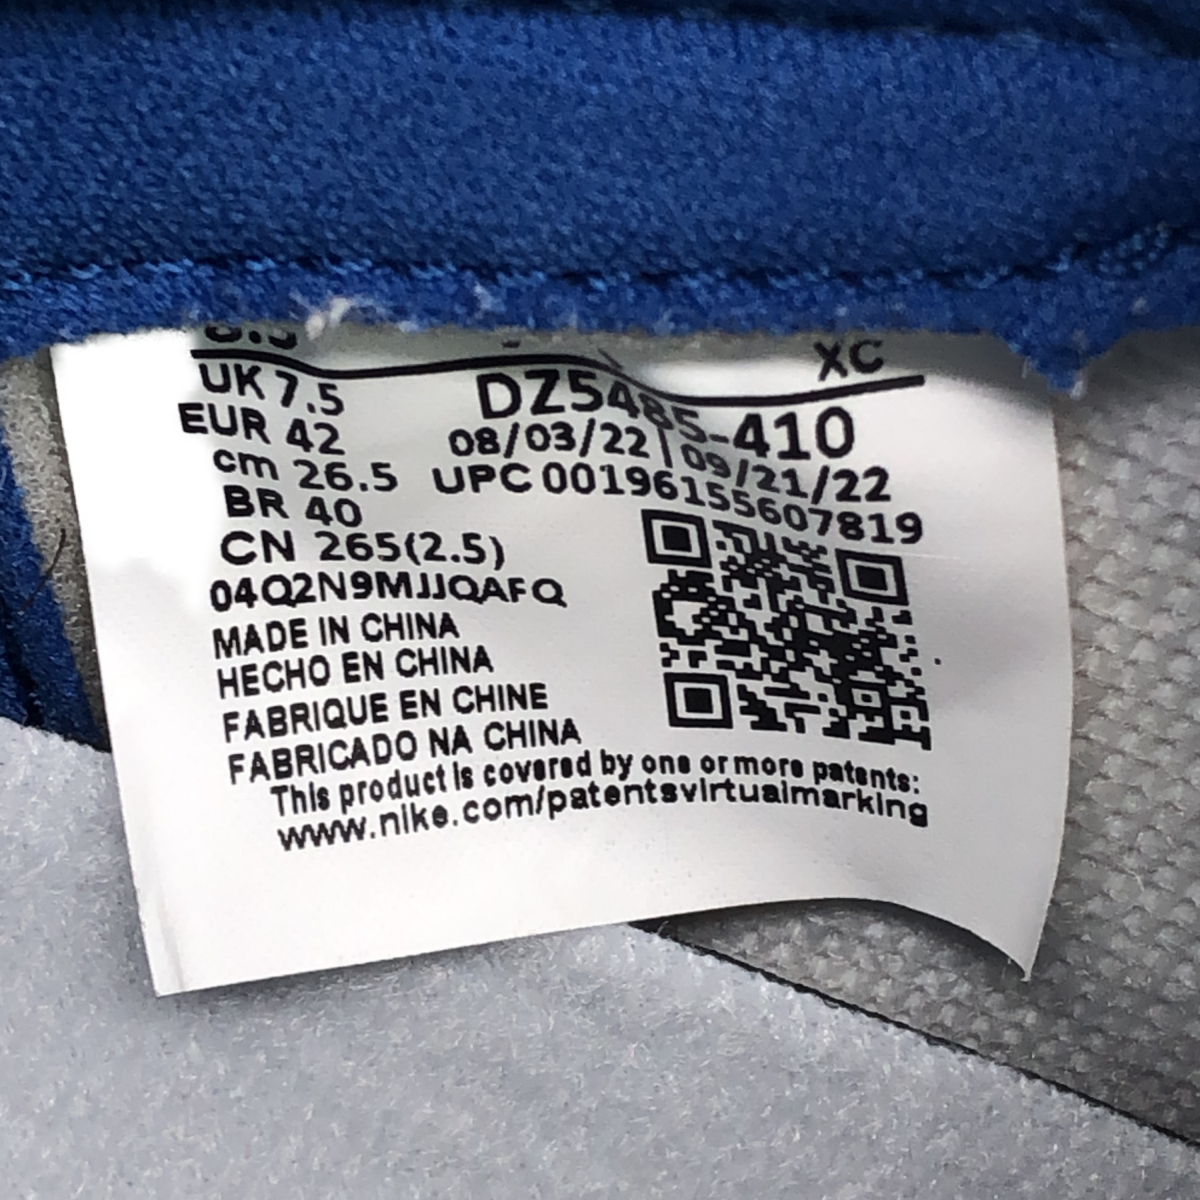 8.5
XC
UK 7.5
DZ5485-410
EUR 42
08/03/22 | 09/21/22
cm 26.5
UPC 00196155607819
BR 40
CN 265(2.5)
04Q2N9MJJQAFQ
MADE IN CHINA
HECHO EN CHINA
FABRIQUE EN CHINE
FABRICADO NA CHINA
This product is covered by one or more patents:
www.nike.com/patentsvirtualmarking